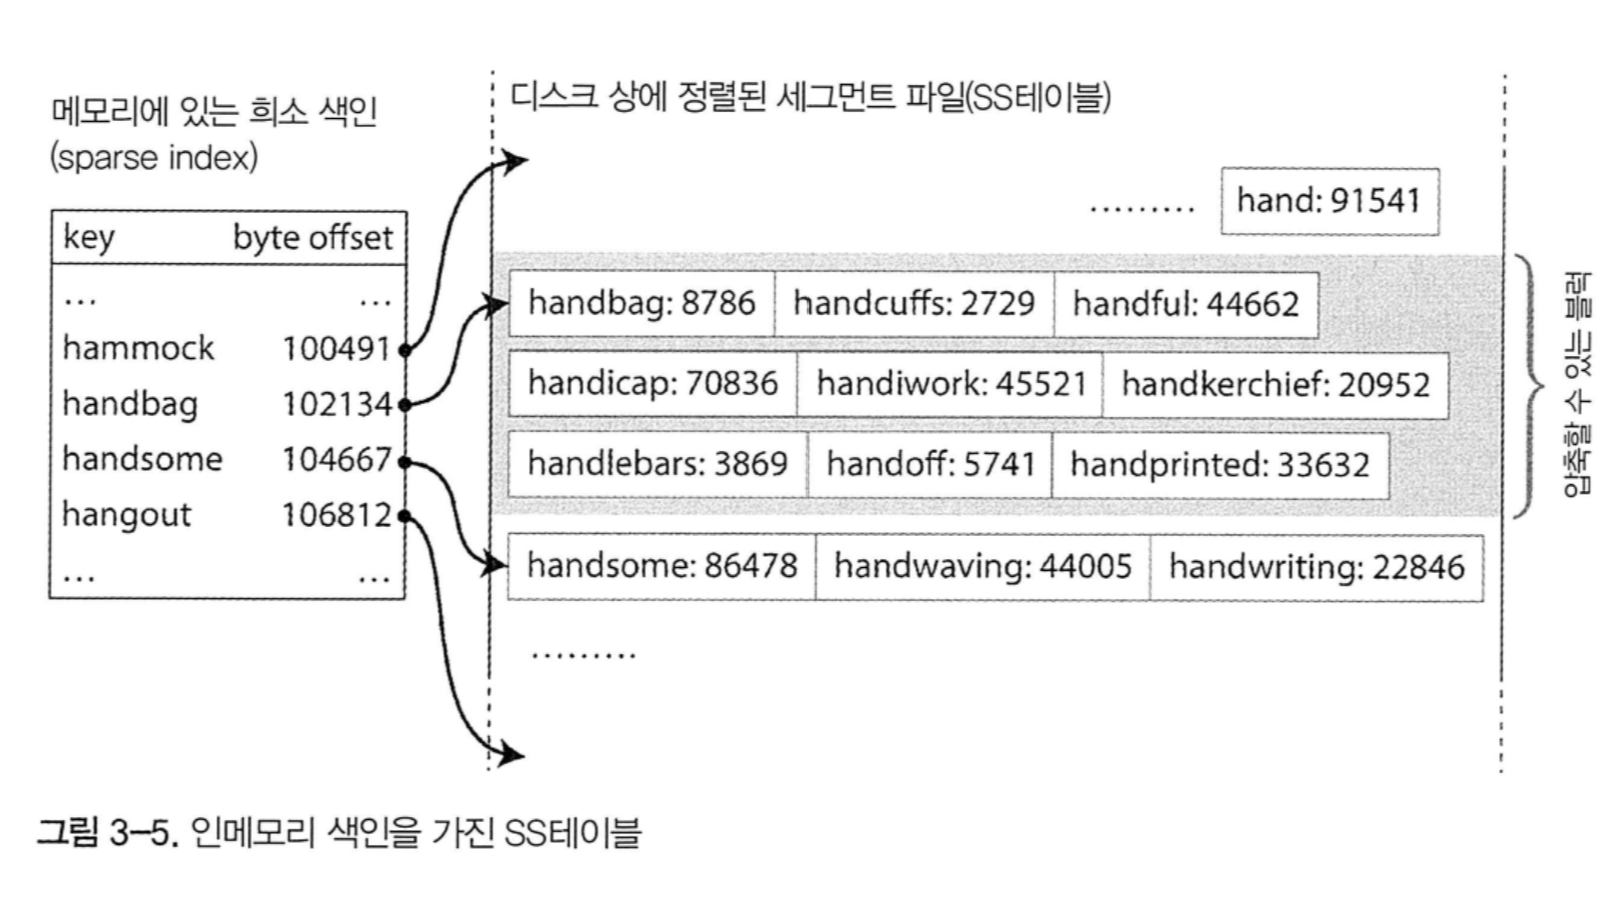 메모리에 있는 희소 색인
(sparse index)
key byte offset
... ...
hammock 100491
handbag 102134
handsome 104667
hangout 106812
... ...
디스크 상에 정렬된 세그먼트 파일(SS테이블)
......... hand: 91541
handbag: 8786 handcuffs: 2729 handful: 44662
handicap: 70836 handiwork: 45521 handkerchief: 20952
handlebars: 3869 handoff: 5741 handprinted: 33632
handsome: 86478 handwaving: 44005 handwriting: 22846
.........
압축할 수 있는 블럭
그림 3-5. 인메모리 색인을 가진 SS테이블